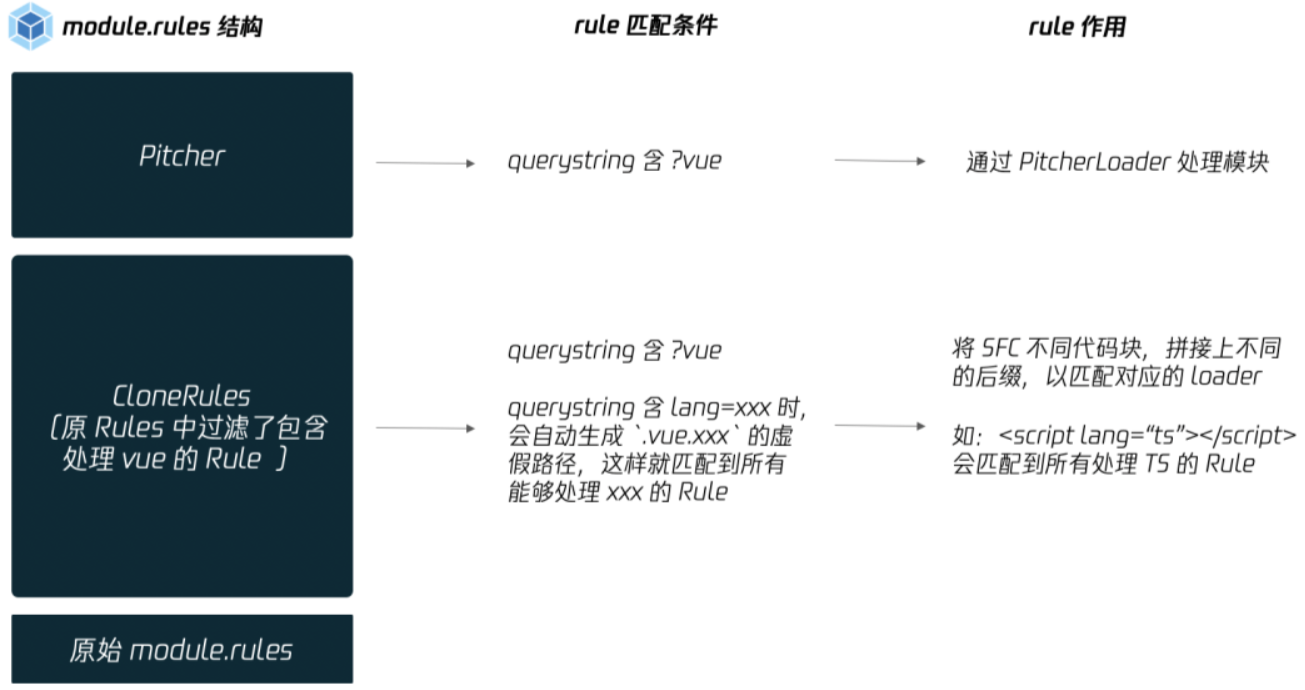 module.rules 结构
rule 匹配条件
rule 作用
Pitcher
querystring 含 ?vue
通过 PitcherLoader 处理模块
CloneRules
（原 Rules 中过滤了包含
处理 vue 的 Rule ）
querystring 含 ?vue
querystring 含 lang=xxx 时，
会自动生成 `.vue.xxx` 的虚
假路径，这样就匹配到所有
能够处理 xxx 的 Rule
将 SFC 不同代码块，拼接上不同
的后缀，以匹配对应的 loader
如：<script lang=“ts”></script>
会匹配到所有处理 TS 的 Rule
原始 module.rules